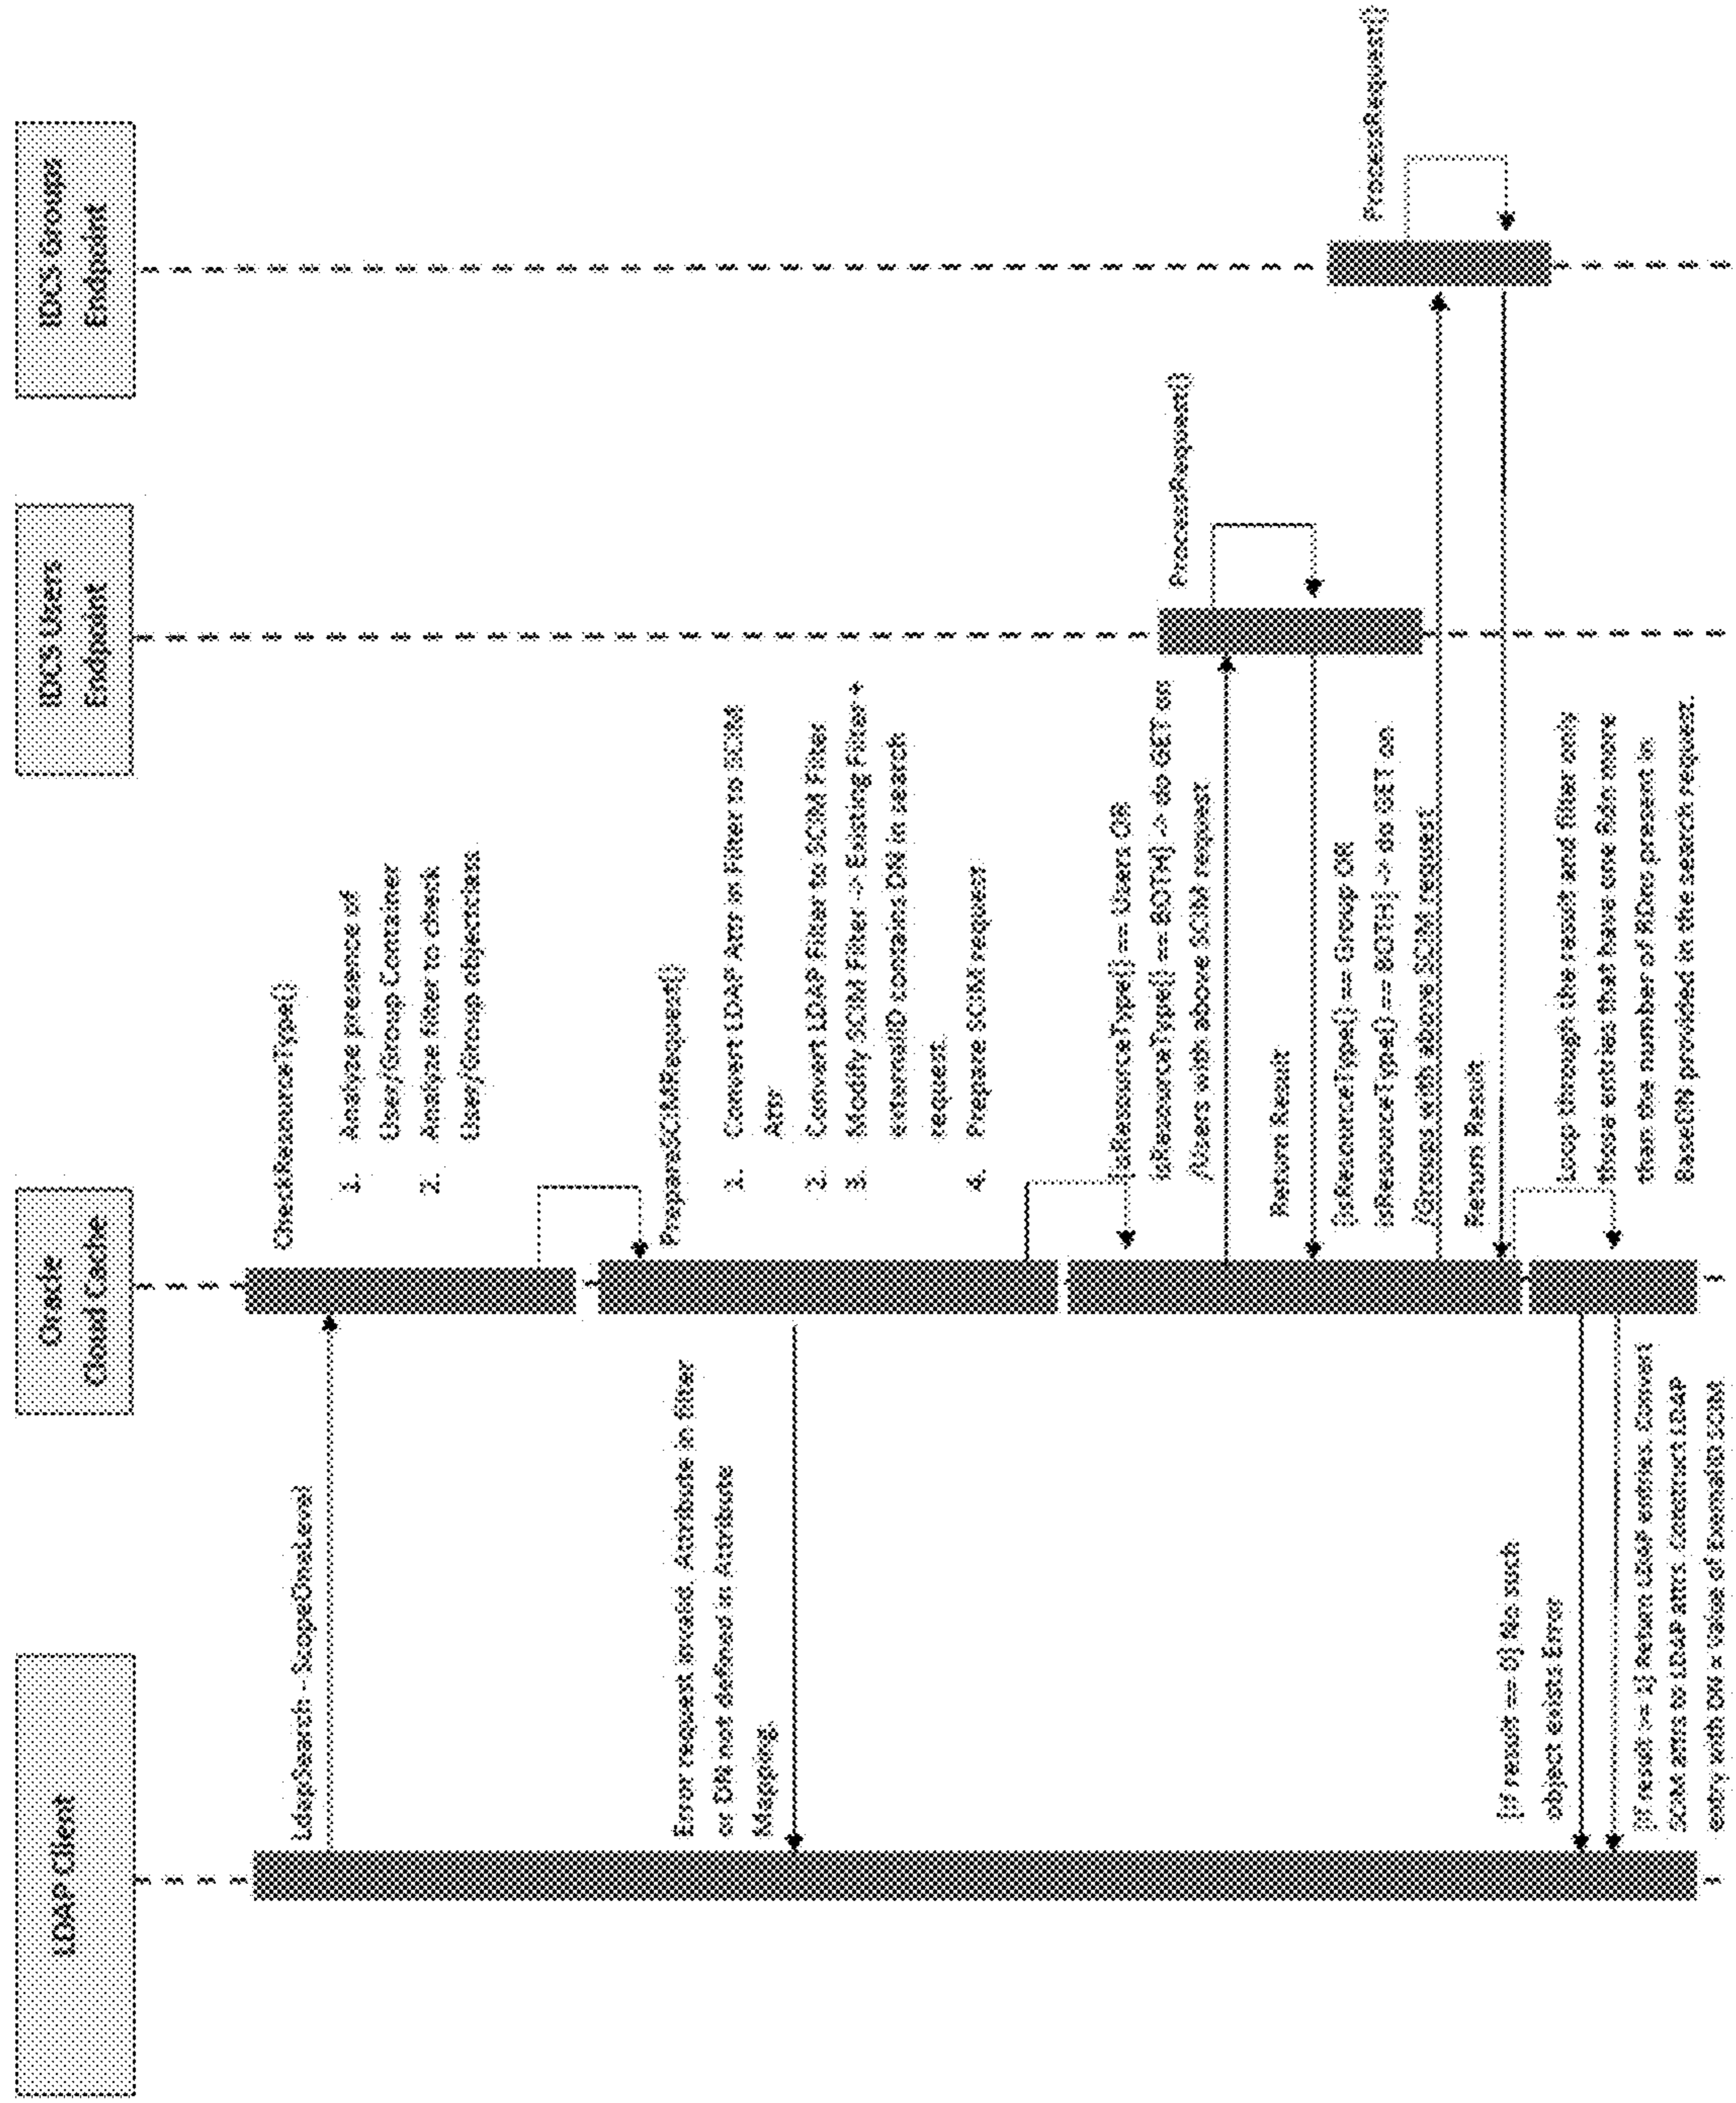 LDAP Client
Oracle
Cloud Cache
IDCS Users
Endpoint
IDCS Groups
Endpoint
LdapSearch - ScopeOneLevel
CheckResourceType()
1. Analyse presence of
User/Group Container
2. Analyse filter to check
User/Group objectclass
PrepareSCIMRequest()
Error request invalid. Attribute in filter
or DN not defined in Attribute
Mapping.
1. Convert LDAP Attr in Filter to SCIM
Attr
2. Convert LDAP Filter to SCIM Filter
3. Modify SCIM Filter -> Existing Filter +
externalID contains DN in search
request.
4. Prepare SCIM request
[isResourceType() == Users OR
isResourceType() == BOTH] -> do GET on
/Users with above SCIM request
ProcessRequest()
Return Result
[isResourceType() == Group OR
isResourceType() == BOTH] -> do GET on
/Groups with above SCIM request
ProcessRequest()
Return Result
Loop through the result and filter only
those entries that have one Rdn more
than the number of RDns present in
BaseDN provided in the search request.
[If result == 0] No such
object exists Error
[If result >= 1] Return LDAP entries. Convert
SCIM attrs to LDAP attrs. Construct LDAP
entry with DN = value of ExternalID SCIM